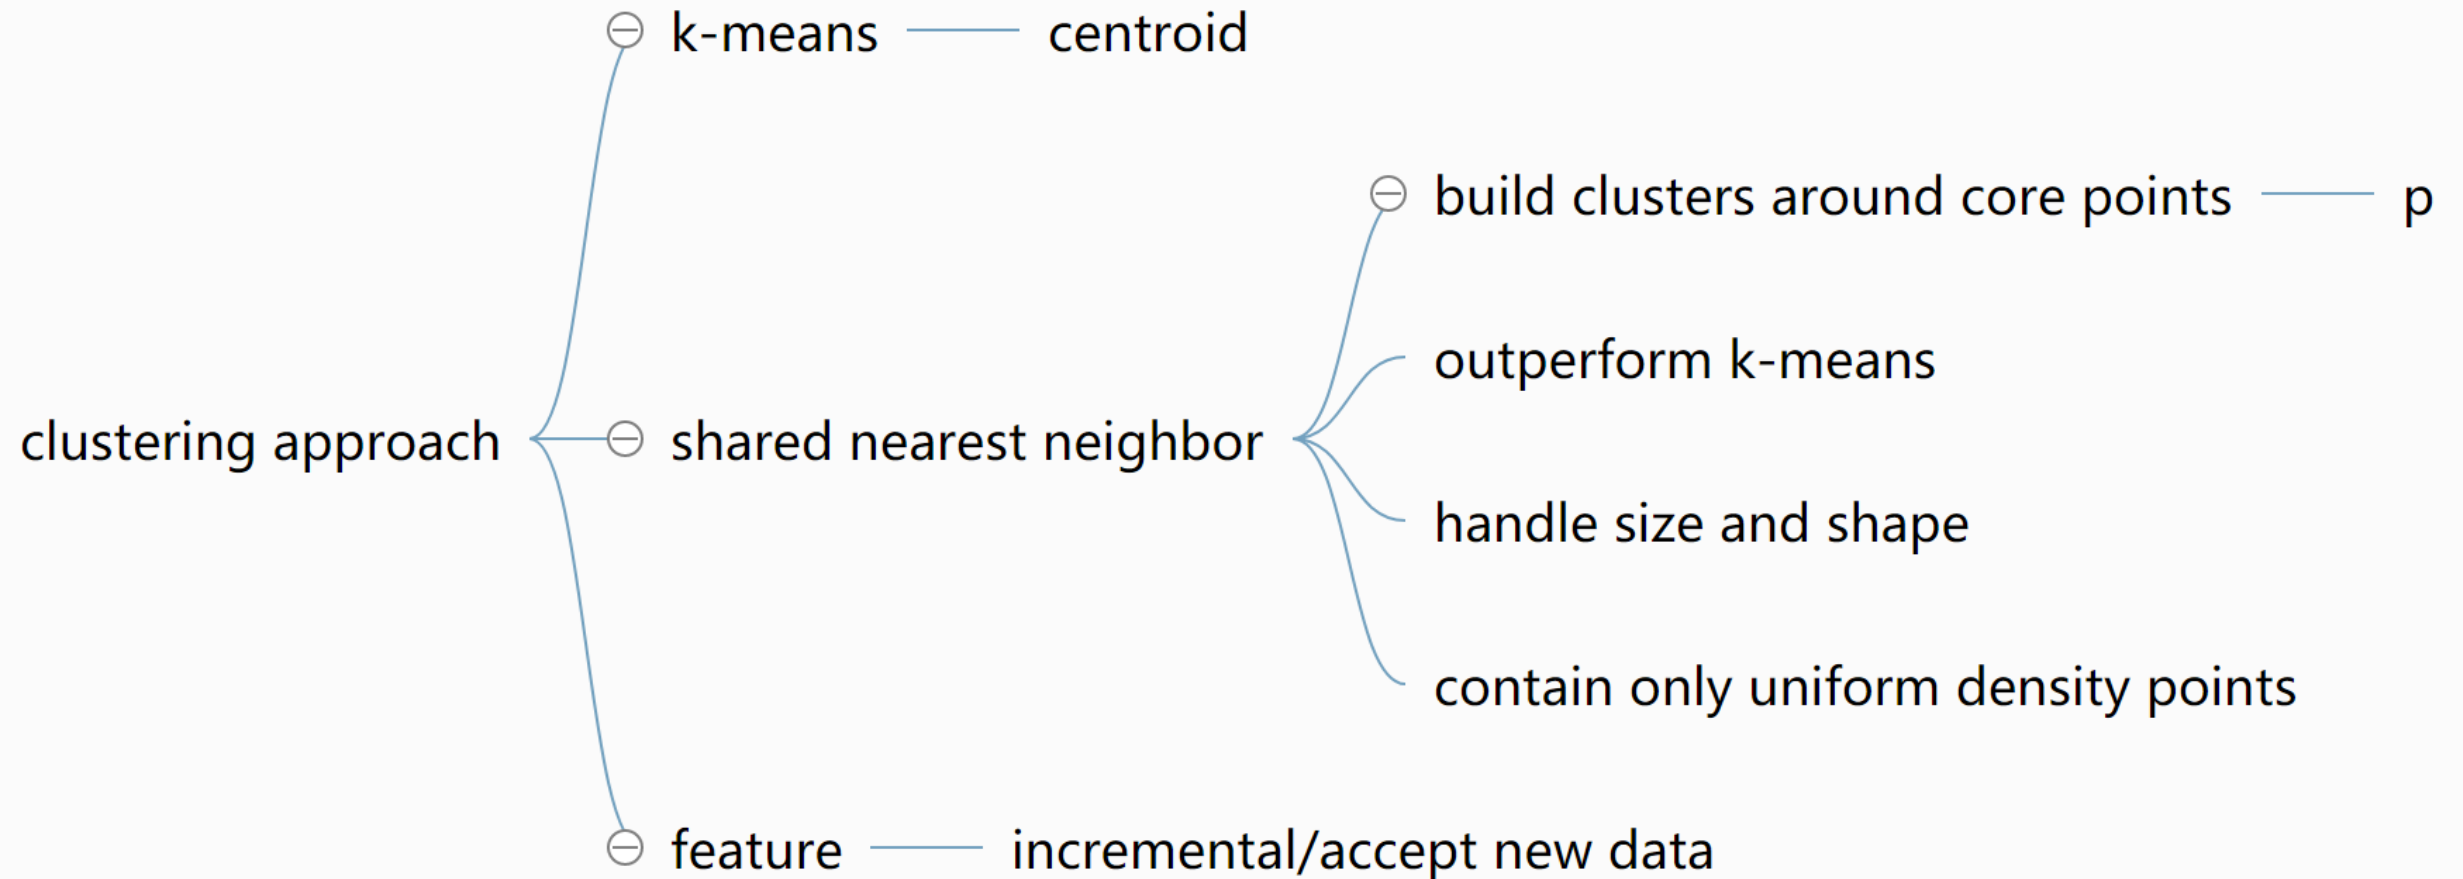 k-means
centroid
build clusters around core points
p
outperform k-means
clustering approach
shared nearest neighbor
handle size and shape
contain only uniform density points
feature
incremental/accept new data